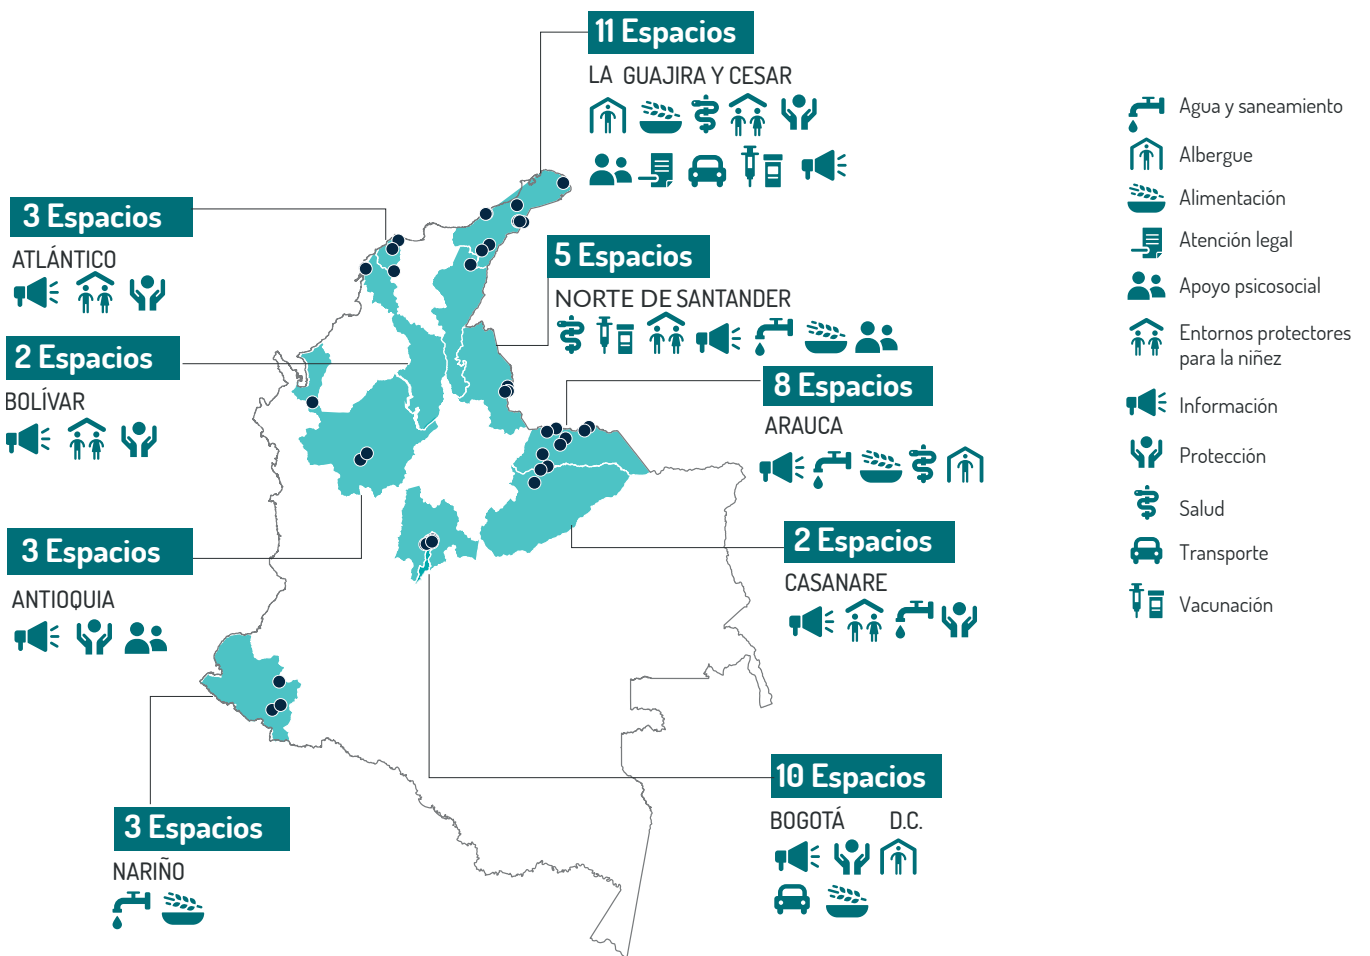 11 Espacios
LA GUAJIRA Y CESAR
3 Espacios
ATLÁNTICO
5 Espacios
NORTE DE SANTANDER
2 Espacios
BOLÍVAR
8 Espacios
ARAUCA
3 Espacios
ANTIOQUIA
2 Espacios
CASANARE
10 Espacios
BOGOTÁ D.C.
3 Espacios
NARIÑO
Agua y saneamiento
Albergue
Alimentación
Atención legal
Apoyo psicosocial
Entornos protectores
para la niñez
Información
Protección
Salud
Transporte
Vacunación